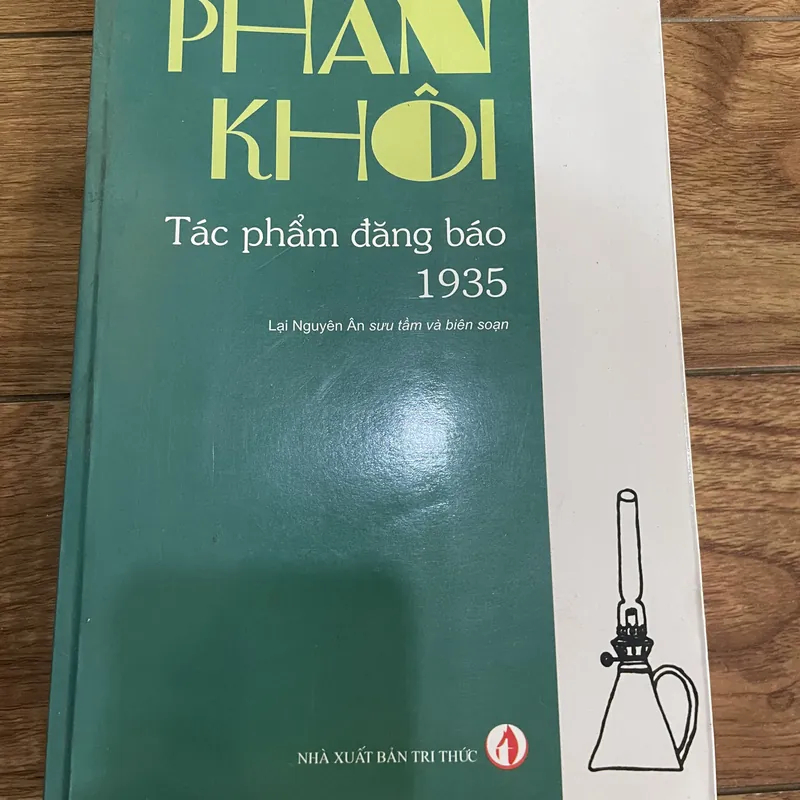 PHAN
KHÔI
Tác phẩm đăng báo
1935
Lại Nguyên Ân sưu tầm và biên soạn
NHÀ XUẤT BẢN TRI THỨC